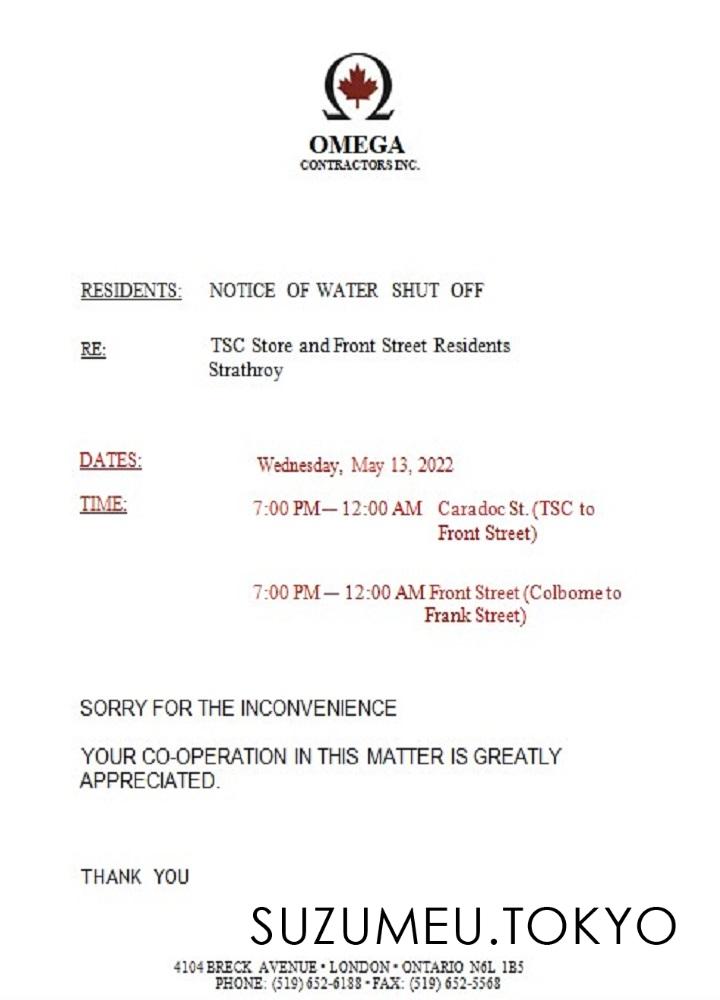 OMEGA
CONTRACTORS INC.
RESIDENTS: NOTICE OF WATER SHUT OFF
RE: TSC Store and Front Street Residents
Strathroy
DATES: Wednesday, May 13, 2022
TIME: 7:00 PM— 12:00 AM Caradoc St. (TSC to
Front Street)
7:00 PM — 12:00 AM Front Street (Colbome to
Frank Street)
SORRY FOR THE INCONVENIENCE
YOUR CO-OPERATION IN THIS MATTER IS GREATLY
APPRECIATED.
THANK YOU
SUZUMEU.TOKYO
4104 BRECK AVENUE • LONDON • ONTARIO N6L 1B5
PHONE: (519) 652-6188 • FAX: (519) 652-5568